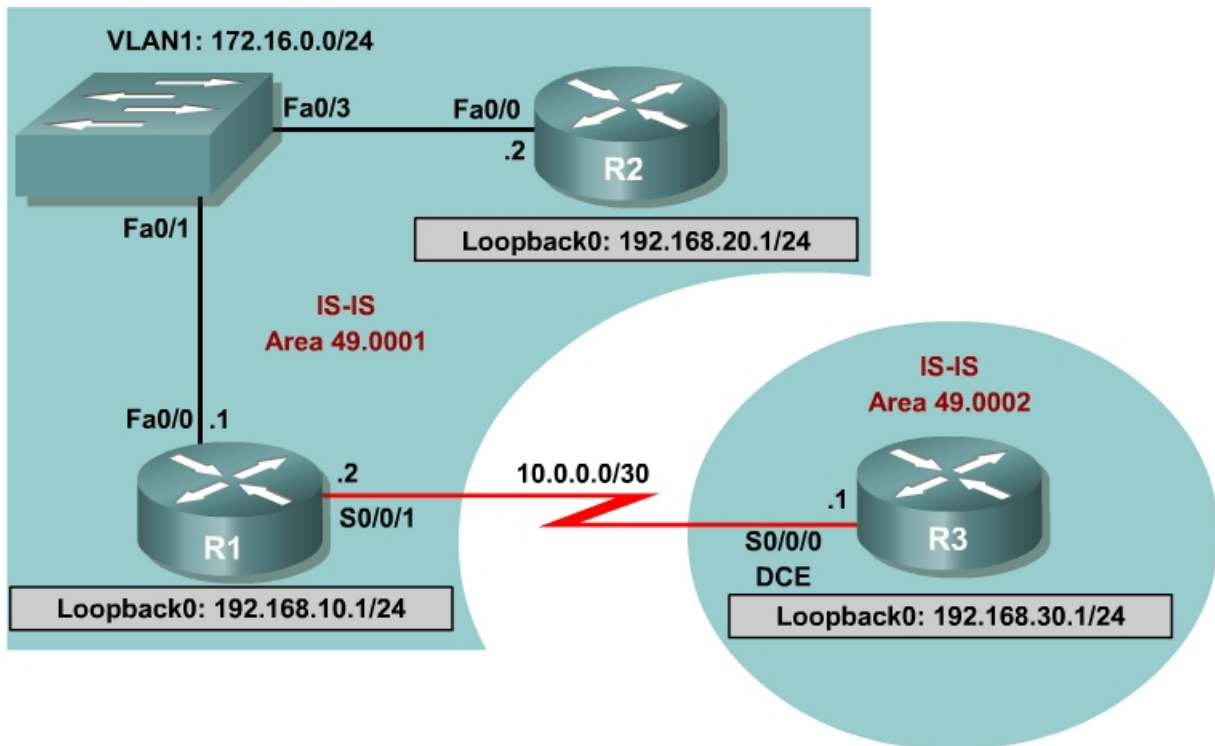 VLAN1: 172.16.0.0/24
Fa0/3
Fa0/0
.2
R2
Fa0/1
Loopback0: 192.168.20.1/24
IS-IS
Area 49.0001
IS-IS
Area 49.0002
Fa0/0
.1
.2
10.0.0.0/30
.1
S0/0/1
R1
S0/0/0
DCE
R3
Loopback0: 192.168.10.1/24
Loopback0: 192.168.30.1/24